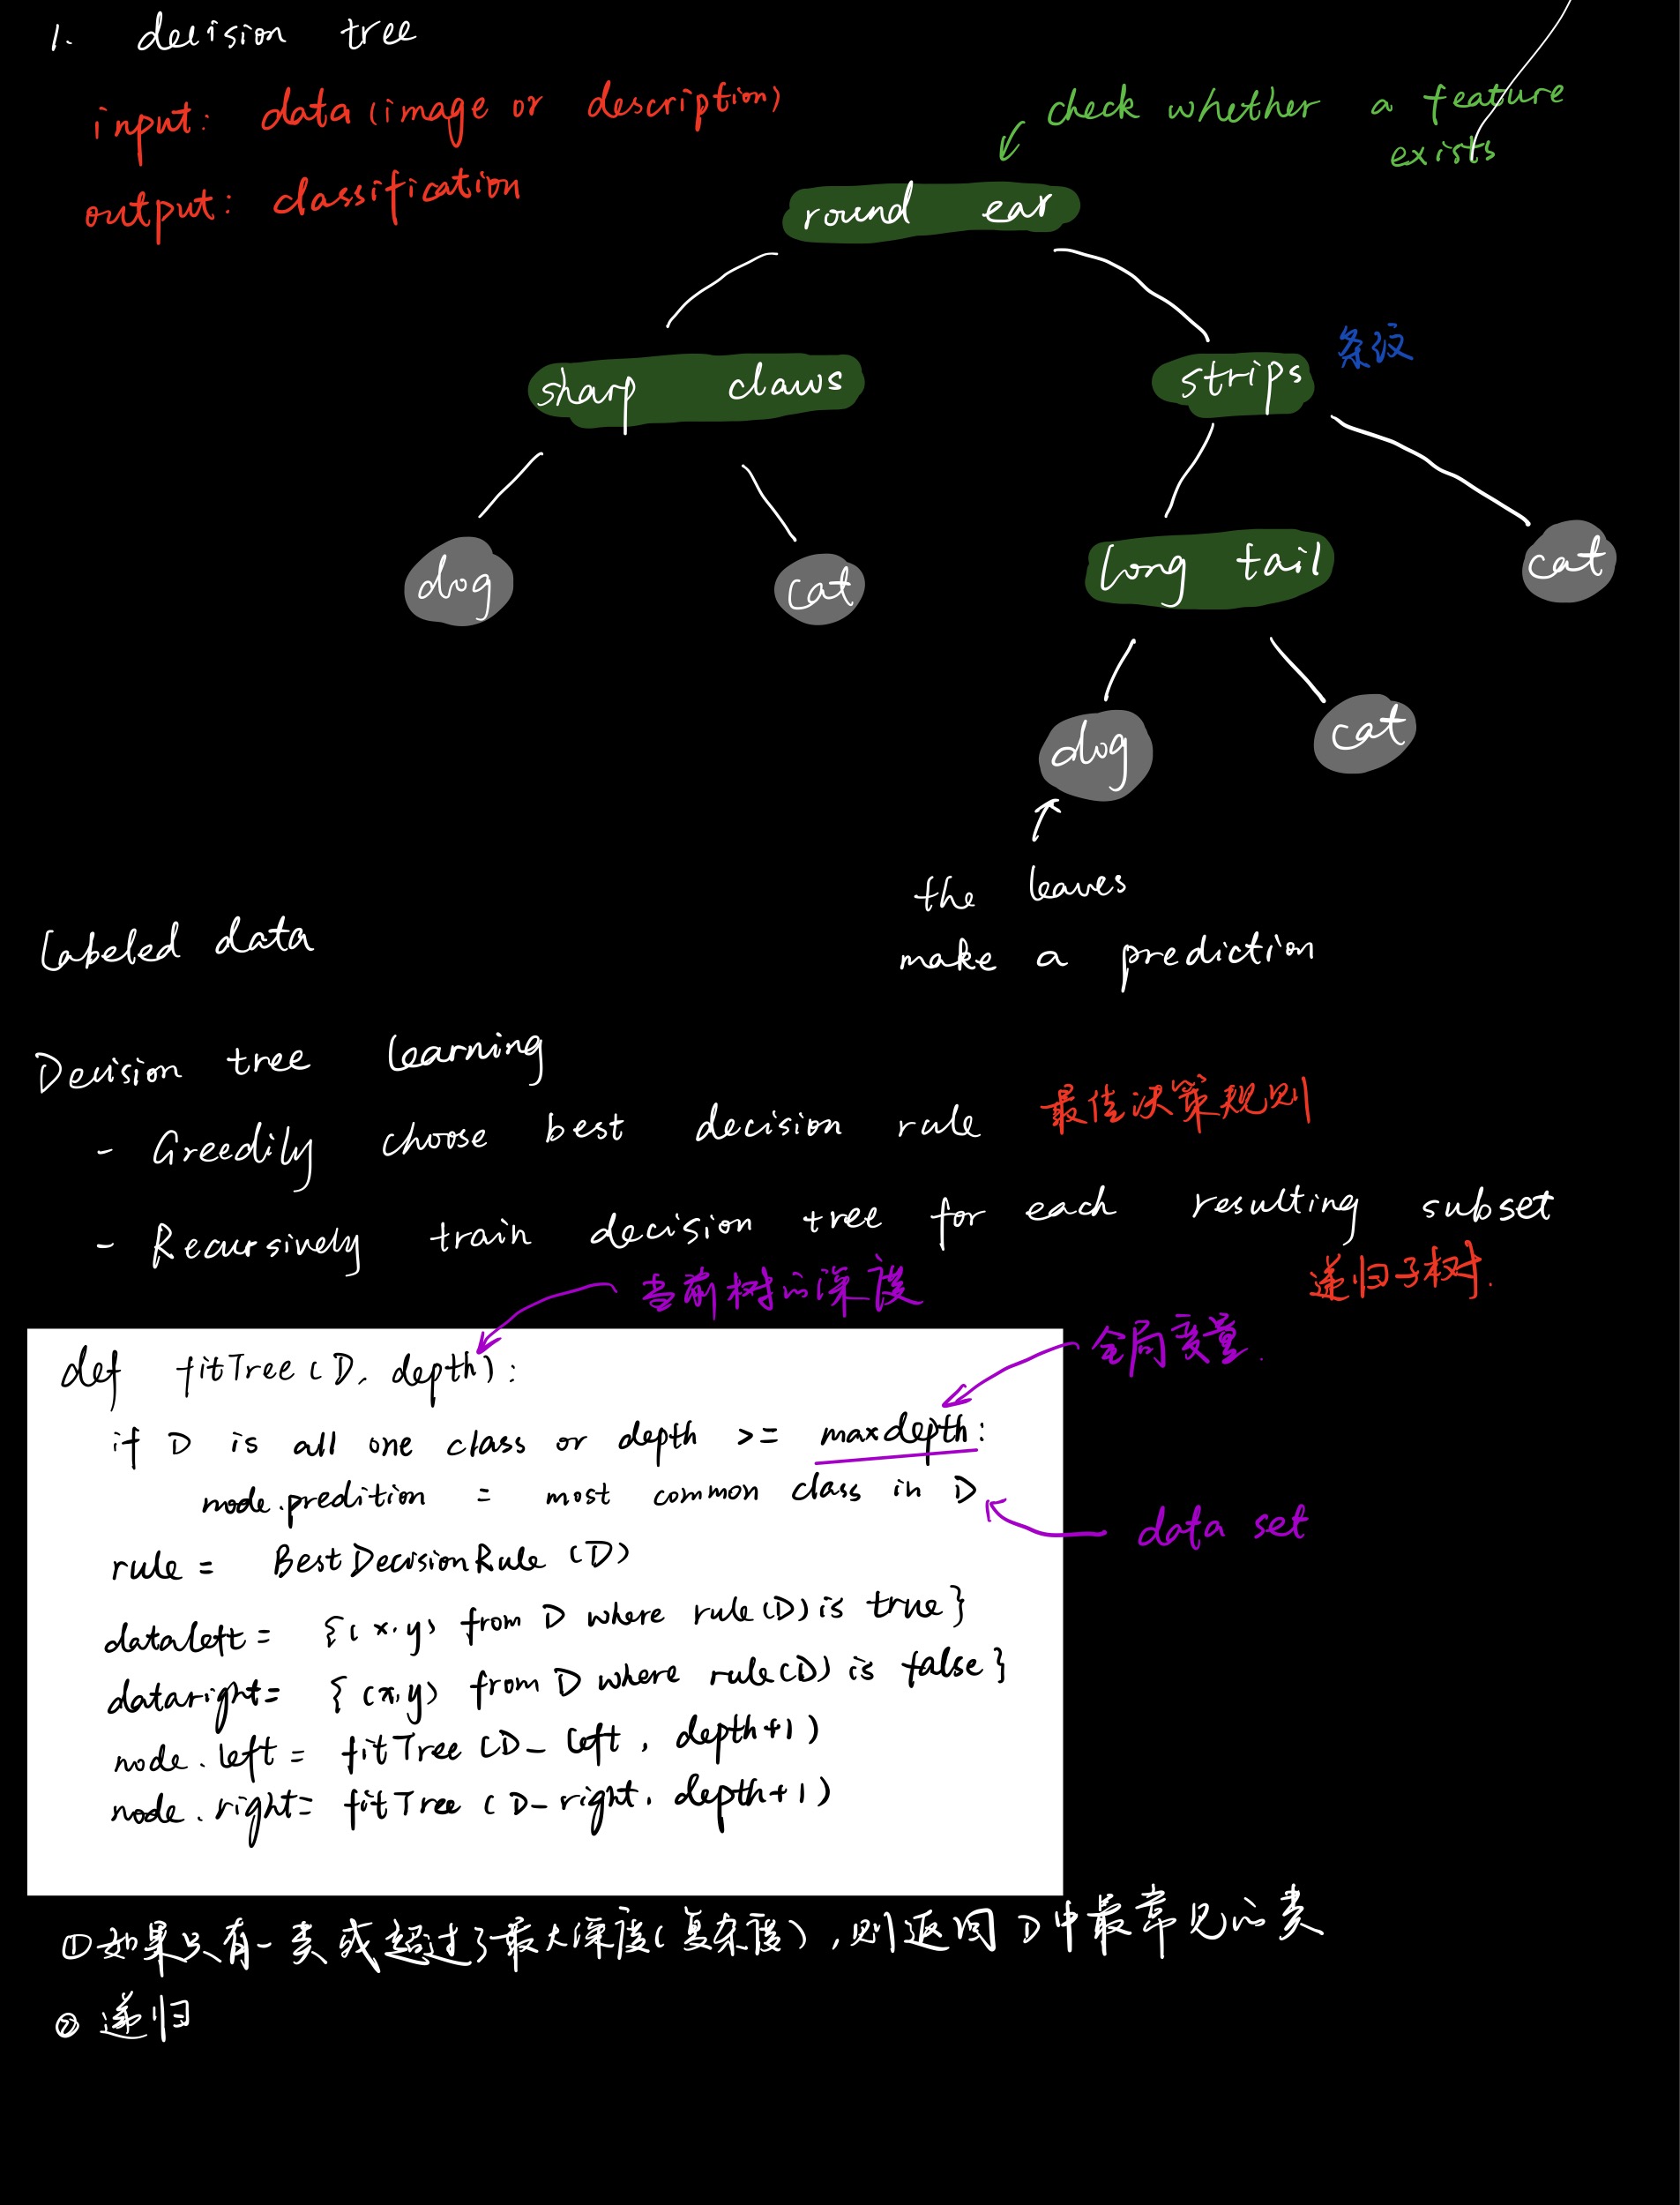 1. decision tree
input: data (image or description)
output: classification
check whether a feature
exists
round ear
sharp claws
strips 条纹
dog
cat
long tail
cat
dog
cat
the leaves
make a prediction
Labeled data
Decision tree learning
- Greedily choose best decision rule 最佳决策规则
- Recursively train decision tree for each resulting subset
递归子树.
当前树的深度
全局变量.
def fitTree (D, depth):
if D is all one class or depth >= maxdepth:
node.predition = most common class in D
data set
rule = BestDecisionRule (D)
dataleft = {(x,y) from D where rule(D) is true}
dataright= {(x,y) from D where rule(D) is false}
node.left = fitTree (D_left, depth+1)
node.right= fitTree (D_right, depth+1)
①如果只有一类或超过了最大深度(复杂度),则返回D中最常见的类
②递归